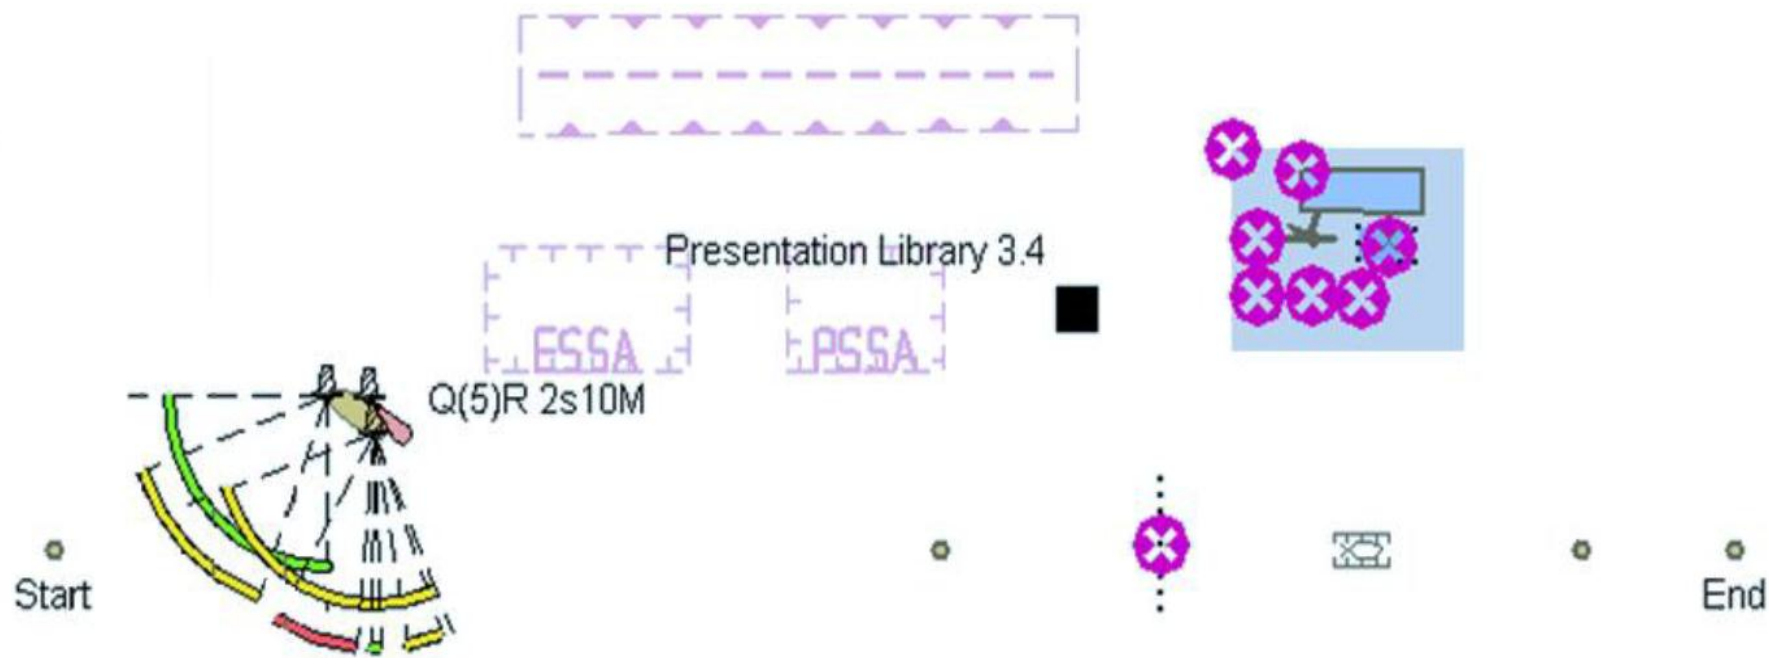 Presentation Library 3.4
ESSA
PSSA
Q(5)R 2s10M
Start
End